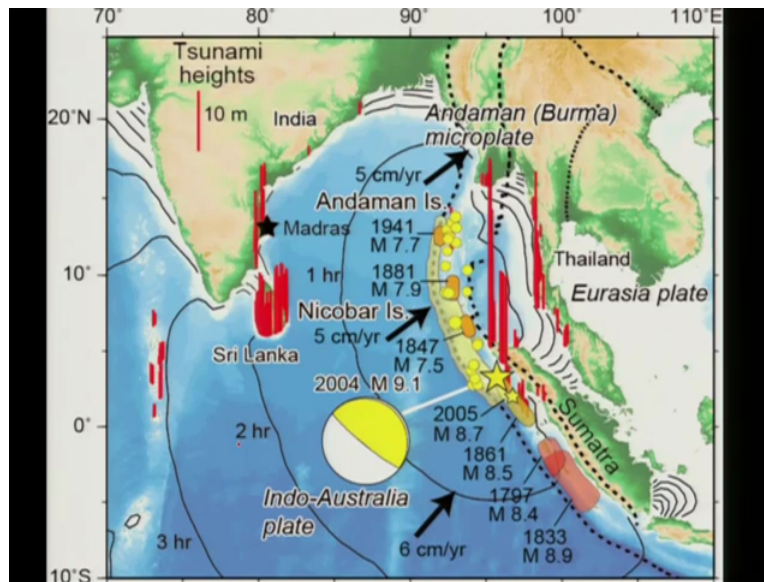 70°
80°
90°
100°
110°E
Tsunami
heights
10 m
India
20°N
Andaman (Burma)
microplate
5 cm/yr
Andaman Is.
Madras
1941
M 7.7
Thailand
10°
1 hr
1881
M 7.9
Eurasia plate
Nicobar Is.
5 cm/yr
1847
M 7.5
Sri Lanka
2004 M 9.1
2005
M 8.7
Sumatra
0°
2 hr
1861
M 8.5
1797
M 8.4
Indo-Australia
plate
6 cm/yr
1833
M 8.9
3 hr
10°S